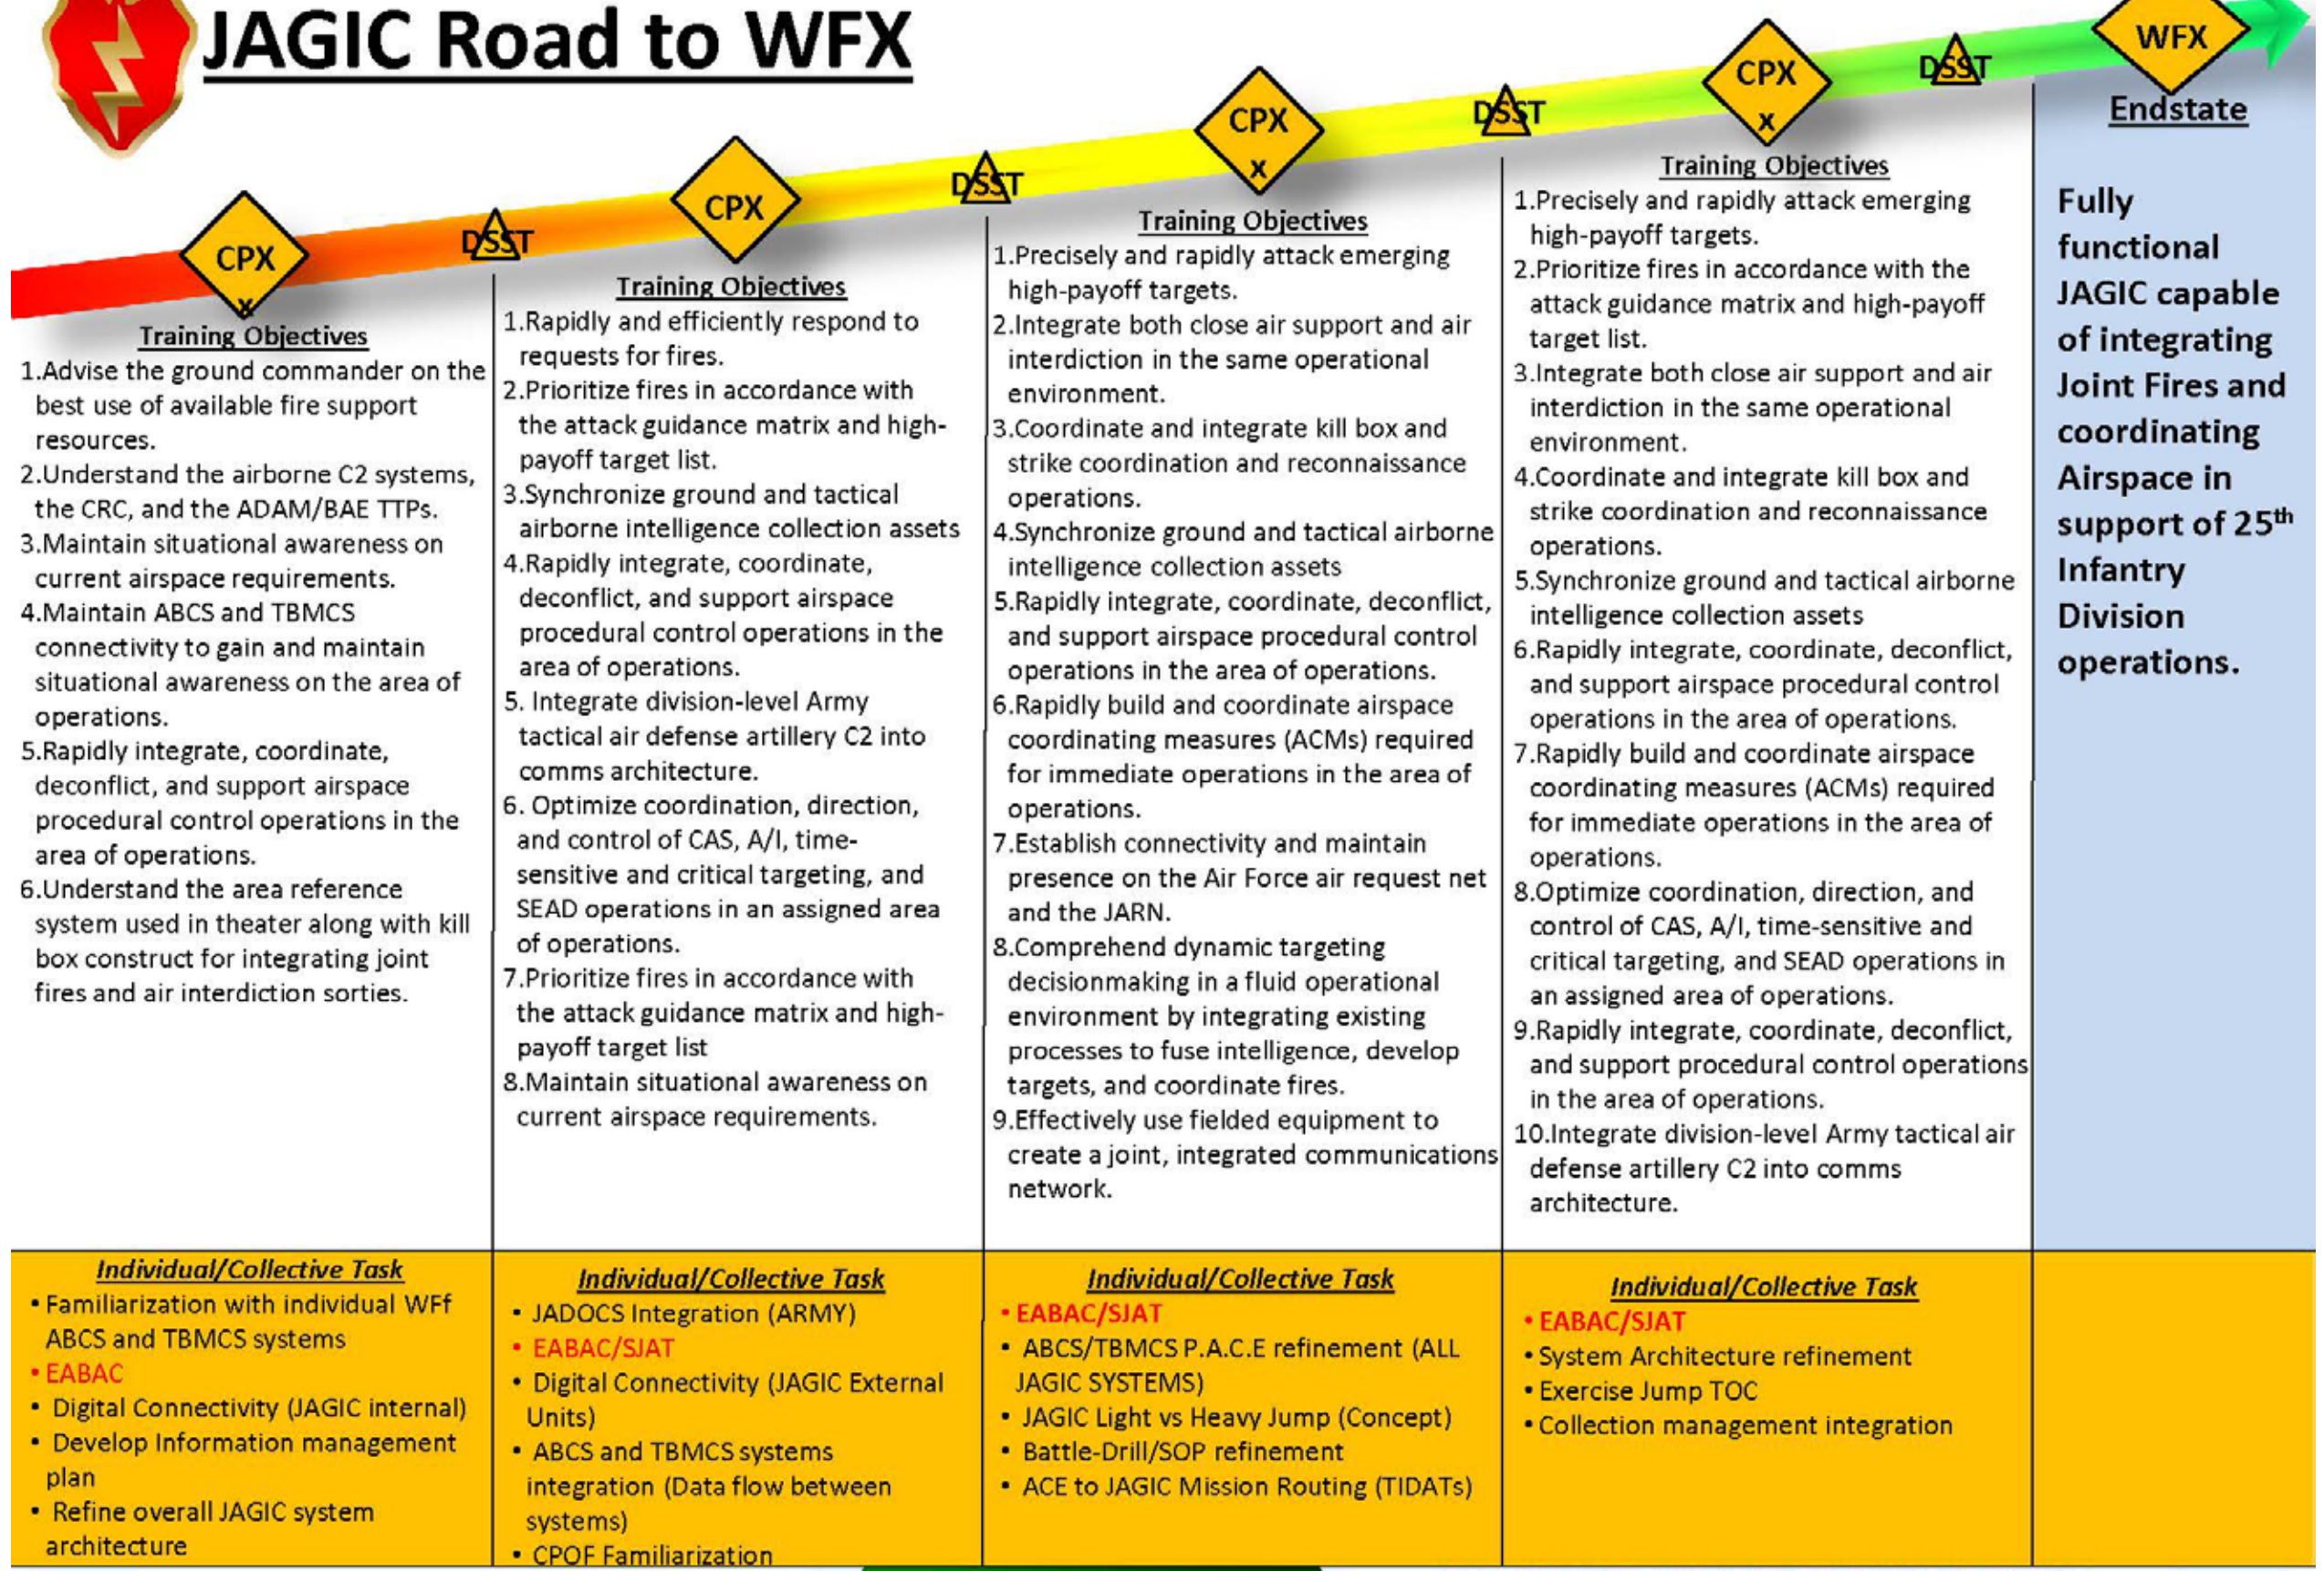 JAGIC Road to WFX
CPX
x
DSST
CPX
DSST
CPX
x
DSST
CPX
x
DSST
WFX
Training Objectives
1.Advise the ground commander on the
best use of available fire support
resources.
2.Understand the airborne C2 systems,
the CRC, and the ADAM/BAE TTPs.
3.Maintain situational awareness on
current airspace requirements.
4.Maintain ABCS and TBMCS
connectivity to gain and maintain
situational awareness on the area of
operations.
5.Rapidly integrate, coordinate,
deconflict, and support airspace
procedural control operations in the
area of operations.
6.Understand the area reference
system used in theater along with kill
box construct for integrating joint
fires and air interdiction sorties.
Training Objectives
1.Rapidly and efficiently respond to
requests for fires.
2.Prioritize fires in accordance with
the attack guidance matrix and high-
payoff target list.
3.Synchronize ground and tactical
airborne intelligence collection assets
4.Rapidly integrate, coordinate,
deconflict, and support airspace
procedural control operations in the
area of operations.
5. Integrate division-level Army
tactical air defense artillery C2 into
comms architecture.
6. Optimize coordination, direction,
and control of CAS, A/I, time-
sensitive and critical targeting, and
SEAD operations in an assigned area
of operations.
7.Prioritize fires in accordance with
the attack guidance matrix and high-
payoff target list
8.Maintain situational awareness on
current airspace requirements.
Training Objectives
1.Precisely and rapidly attack emerging
high-payoff targets.
2.Integrate both close air support and air
interdiction in the same operational
environment.
3.Coordinate and integrate kill box and
strike coordination and reconnaissance
operations.
4.Synchronize ground and tactical airborne
intelligence collection assets
5.Rapidly integrate, coordinate, deconflict,
and support airspace procedural control
operations in the area of operations.
6.Rapidly build and coordinate airspace
coordinating measures (ACMs) required
for immediate operations in the area of
operations.
7.Establish connectivity and maintain
presence on the Air Force air request net
and the JARN.
8.Comprehend dynamic targeting
decisionmaking in a fluid operational
environment by integrating existing
processes to fuse intelligence, develop
targets, and coordinate fires.
9.Effectively use fielded equipment to
create a joint, integrated communications
network.
Training Objectives
1.Precisely and rapidly attack emerging
high-payoff targets.
2.Prioritize fires in accordance with the
attack guidance matrix and high-payoff
target list.
3.Integrate both close air support and air
interdiction in the same operational
environment.
4.Coordinate and integrate kill box and
strike coordination and reconnaissance
operations.
5.Synchronize ground and tactical airborne
intelligence collection assets
6.Rapidly integrate, coordinate, deconflict,
and support airspace procedural control
operations in the area of operations.
7.Rapidly build and coordinate airspace
coordinating measures (ACMs) required
for immediate operations in the area of
operations.
8.Optimize coordination, direction, and
control of CAS, A/I, time-sensitive and
critical targeting, and SEAD operations in
an assigned area of operations.
9.Rapidly integrate, coordinate, deconflict,
and support procedural control operations
in the area of operations.
10.Integrate division-level Army tactical air
defense artillery C2 into comms
architecture.
Endstate
Fully
functional
JAGIC capable
of integrating
Joint Fires and
coordinating
Airspace in
support of 25th
Infantry
Division
operations.
Individual/Collective Task
• Familiarization with individual WFf
ABCS and TBMCS systems
• EABAC
• Digital Connectivity (JAGIC internal)
• Develop Information management
plan
• Refine overall JAGIC system
architecture
Individual/Collective Task
• JADOCS Integration (ARMY)
• EABAC/SJAT
• Digital Connectivity (JAGIC External
Units)
• ABCS and TBMCS systems
integration (Data flow between
systems)
• CPOF Familiarization
Individual/Collective Task
• EABAC/SJAT
• ABCS/TBMCS P.A.C.E refinement (ALL
JAGIC SYSTEMS)
• JAGIC Light vs Heavy Jump (Concept)
• Battle-Drill/SOP refinement
• ACE to JAGIC Mission Routing (TIDATs)
Individual/Collective Task
• EABAC/SJAT
• System Architecture refinement
• Exercise Jump TOC
• Collection management integration